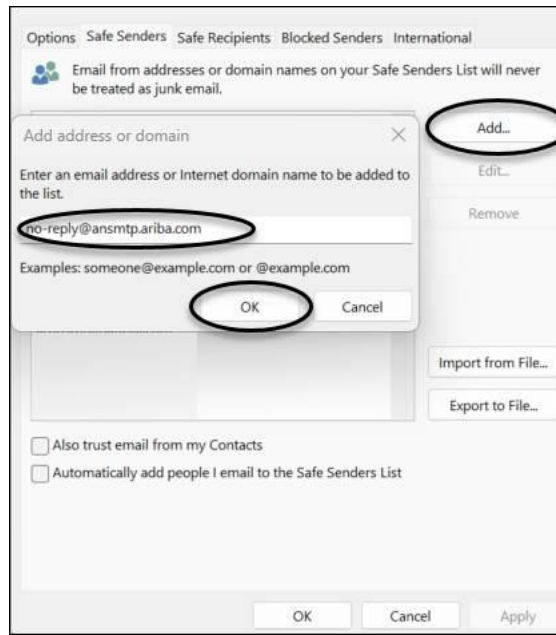 Options Safe Senders Safe Recipients Blocked Senders International
Email from addresses or domain names on your Safe Senders List will never
be treated as junk email.
Add...
Add address or domain
Enter an email address or Internet domain name to be added to
the list.
Edit...
Remove
no-reply@ansmtp.ariba.com
Examples: someone@example.com or @example.com
OK Cancel
Import from File...
Export to File...
Also trust email from my Contacts
Automatically add people I email to the Safe Senders List
OK Cancel Apply